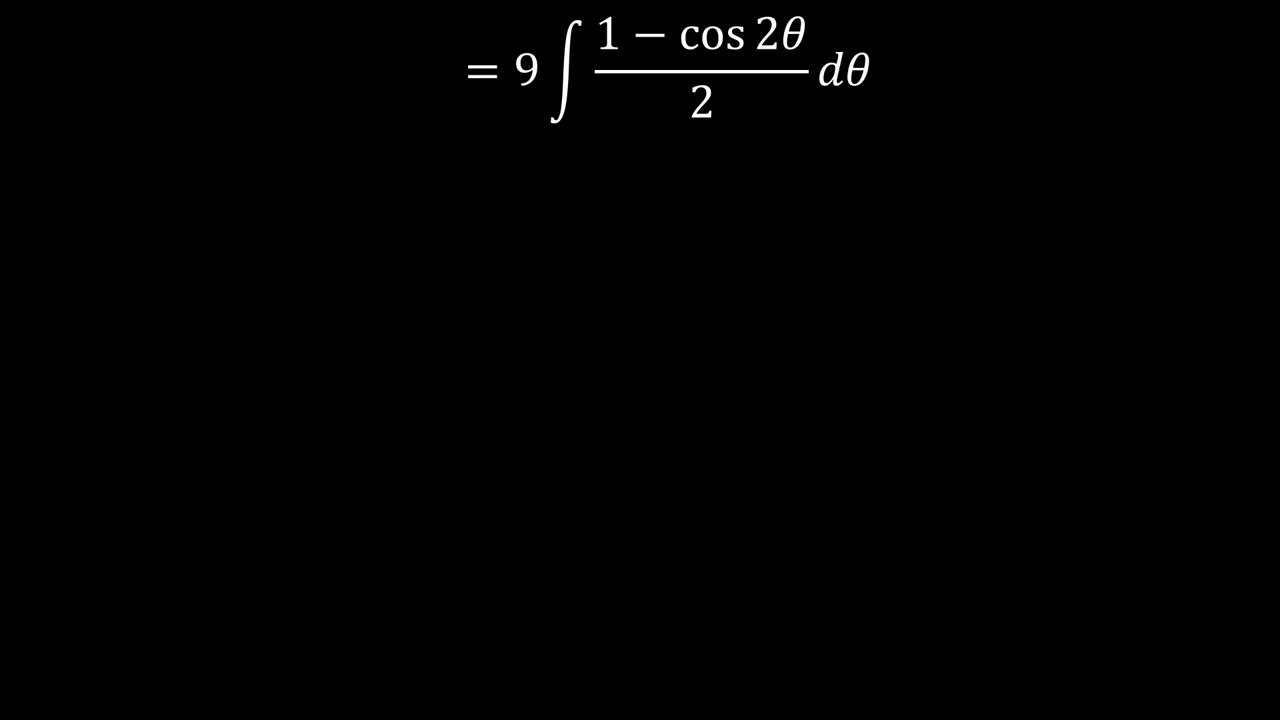 = 9 ∫ (1 − cos 2θ)/2 dθ